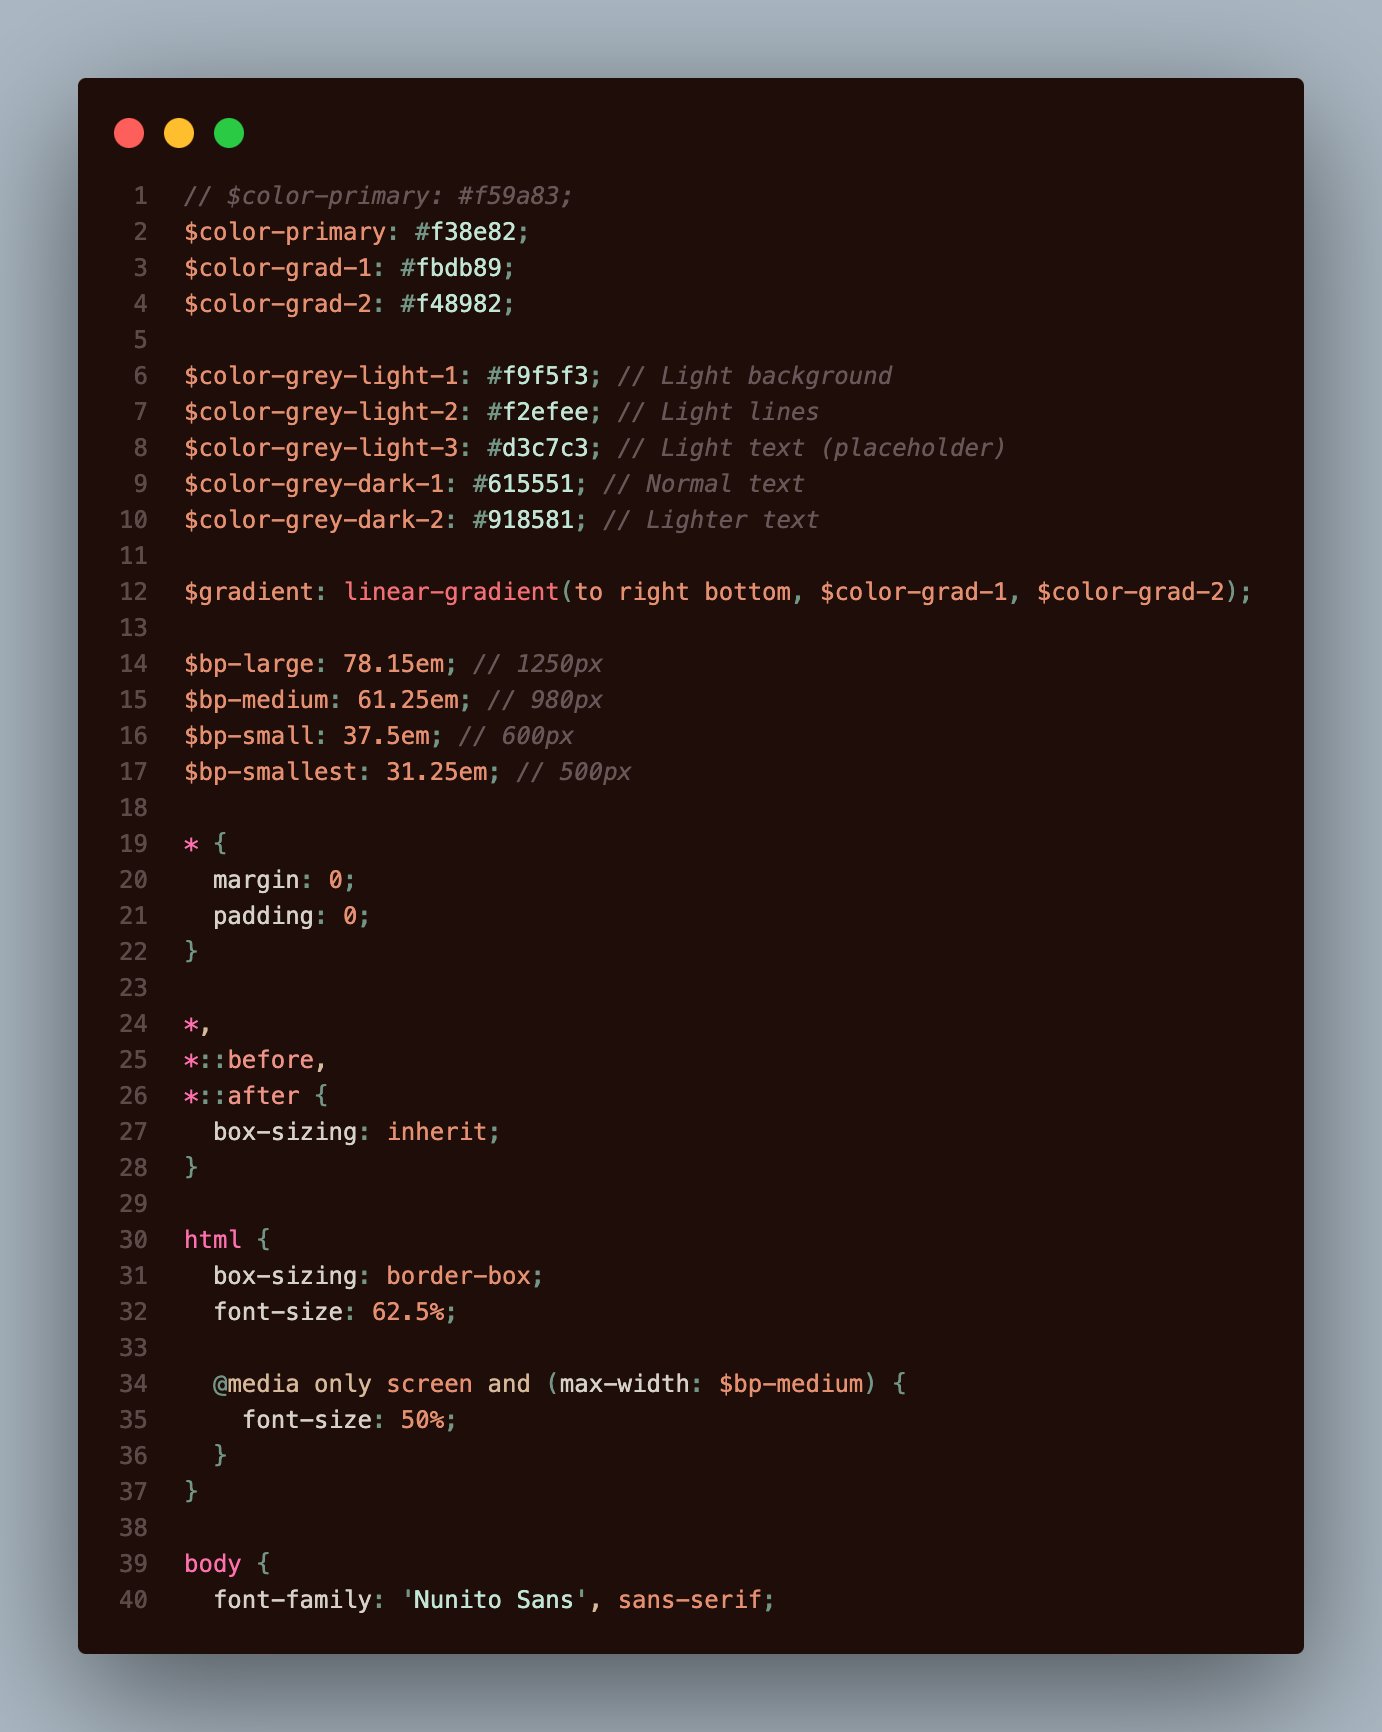 1 // $color-primary: #f59a83;
2 $color-primary: #f38e82;
3 $color-grad-1: #fbdb89;
4 $color-grad-2: #f48982;
5
6 $color-grey-light-1: #f9f5f3; // Light background
7 $color-grey-light-2: #f2efee; // Light lines
8 $color-grey-light-3: #d3c7c3; // Light text (placeholder)
9 $color-grey-dark-1: #615551; // Normal text
10 $color-grey-dark-2: #918581; // Lighter text
11
12 $gradient: linear-gradient(to right bottom, $color-grad-1, $color-grad-2);
13
14 $bp-large: 78.15em; // 1250px
15 $bp-medium: 61.25em; // 980px
16 $bp-small: 37.5em; // 600px
17 $bp-smallest: 31.25em; // 500px
18
19 * {
20   margin: 0;
21   padding: 0;
22 }
23
24 *,
25 *::before,
26 *::after {
27   box-sizing: inherit;
28 }
29
30 html {
31   box-sizing: border-box;
32   font-size: 62.5%;
33
34   @media only screen and (max-width: $bp-medium) {
35     font-size: 50%;
36   }
37 }
38
39 body {
40   font-family: 'Nunito Sans', sans-serif;